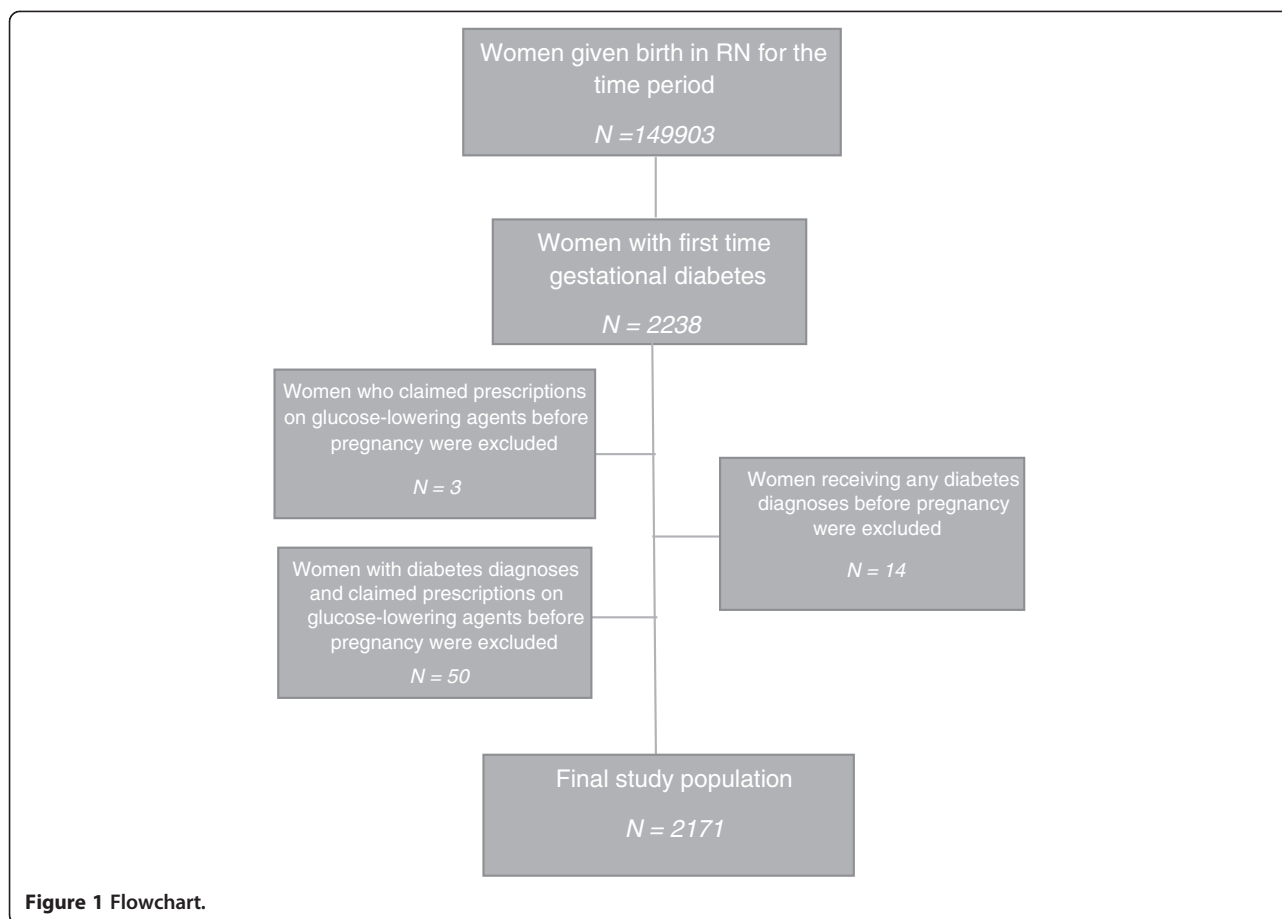 Women given birth in RN for the
time period
N =149903
Women with first time
gestational diabetes
N = 2238
Women who claimed prescriptions
on glucose-lowering agents before
pregnancy were excluded
N = 3
Women receiving any diabetes
diagnoses before pregnancy
were excluded
N = 14
Women with diabetes diagnoses
and claimed prescriptions on
glucose-lowering agents before
pregnancy were excluded
N = 50
Final study population
N = 2171
Figure 1 Flowchart.